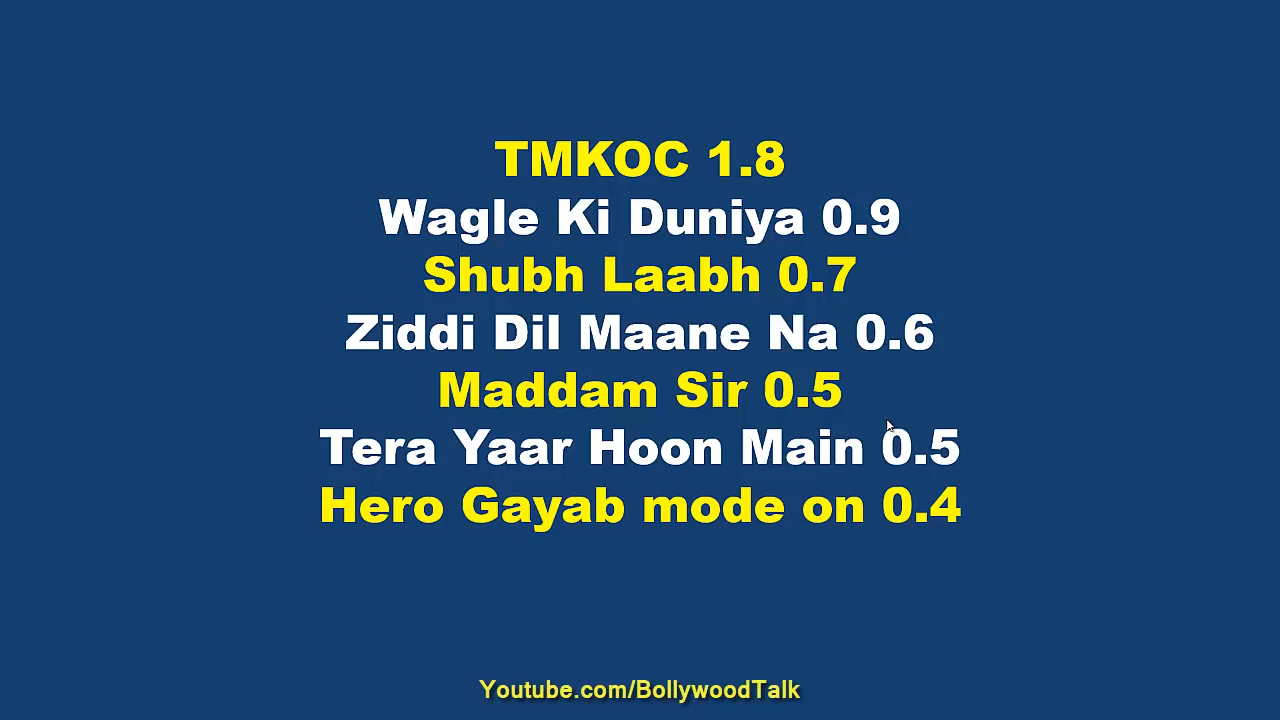 TMKOC 1.8
Wagle Ki Duniya 0.9
Shubh Laabh 0.7
Ziddi Dil Maane Na 0.6
Maddam Sir 0.5
Tera Yaar Hoon Main 0.5
Hero Gayab mode on 0.4
Youtube.com/BollywoodTalk